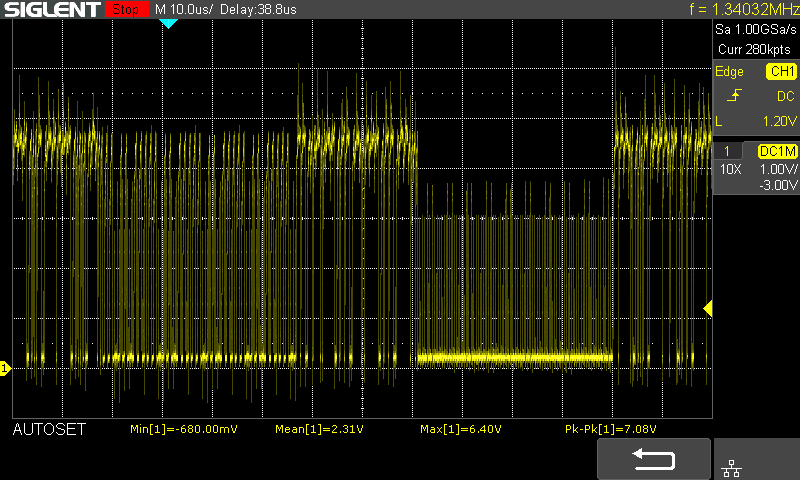 SIGLENT Stop M 10.0us/ Delay:38.8us f = 1.34032MHz
Sa 1.00GSa/s
Curr 280kpts
Edge CH1
DC
L 1.20V
1 DC1M
10X 1.00V/
-3.00V
1
AUTOSET Min[1]=-680.00mV Mean[1]=2.31V Max[1]=6.40V Pk-Pk[1]=7.08V